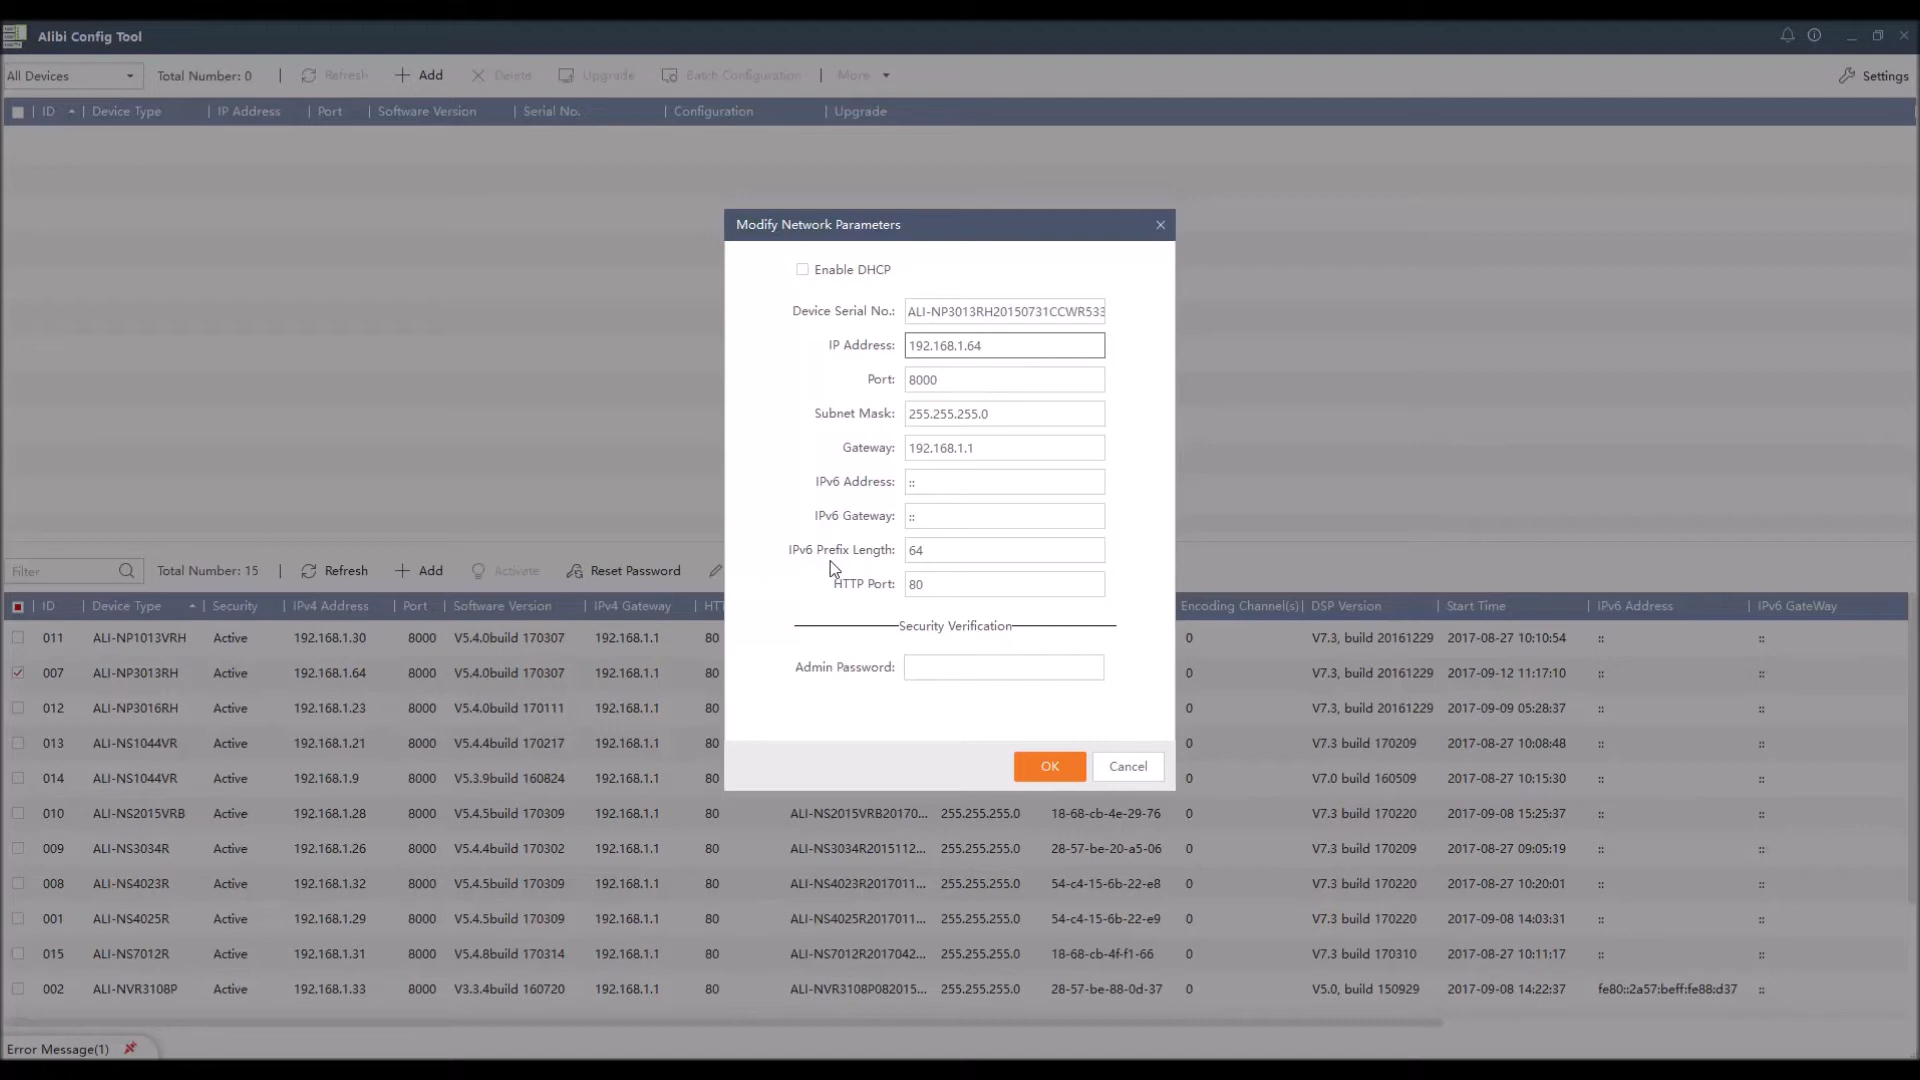 Alibi Config Tool
All Devices Total Number: 0 | Refresh Add Delete Upgrade Batch Configuration | More Settings
ID | Device Type | IP Address | Port | Software Version | Serial No. | Configuration | Upgrade
Modify Network Parameters
Enable DHCP
Device Serial No.: ALI-NP3013RH20150731CCWR533
IP Address: 192.168.1.64
Port: 8000
Subnet Mask: 255.255.255.0
Gateway: 192.168.1.1
IPv6 Address: ::
IPv6 Gateway: ::
IPv6 Prefix Length: 64
HTTP Port: 80
Security Verification
Admin Password:
OK Cancel
Filter Total Number: 15 | Refresh Add Activate Reset Password
ID | Device Type | Security | IPv4 Address | Port | Software Version | IPv4 Gateway | HT Encoding Channel(s) | DSP Version | Start Time | IPv6 Address | IPv6 GateWay
011 ALI-NP1013VRH Active 192.168.1.30 8000 V5.4.0build 170307 192.168.1.1 80 0 V7.3, build 20161229 2017-08-27 10:10:54 :: ::
007 ALI-NP3013RH Active 192.168.1.64 8000 V5.4.0build 170307 192.168.1.1 80 0 V7.3, build 20161229 2017-09-12 11:17:10 :: ::
012 ALI-NP3016RH Active 192.168.1.23 8000 V5.4.0build 170111 192.168.1.1 80 0 V7.3, build 20161229 2017-09-09 05:28:37 :: ::
013 ALI-NS1044VR Active 192.168.1.21 8000 V5.4.4build 170217 192.168.1.1 80 0 V7.3 build 170209 2017-08-27 10:08:48 :: ::
014 ALI-NS1044VR Active 192.168.1.9 8000 V5.3.9build 160824 192.168.1.1 80 0 V7.0 build 160509 2017-08-27 10:15:30 :: ::
010 ALI-NS2015VRB Active 192.168.1.28 8000 V5.4.5build 170309 192.168.1.1 80 ALI-NS2015VRB20170... 255.255.255.0 18-68-cb-4e-29-76 0 V7.3 build 170220 2017-09-08 15:25:37 :: ::
009 ALI-NS3034R Active 192.168.1.26 8000 V5.4.4build 170302 192.168.1.1 80 ALI-NS3034R2015112... 255.255.255.0 28-57-be-20-a5-06 0 V7.3 build 170209 2017-08-27 09:05:19 :: ::
008 ALI-NS4023R Active 192.168.1.32 8000 V5.4.5build 170309 192.168.1.1 80 ALI-NS4023R2017011... 255.255.255.0 54-c4-15-6b-22-e8 0 V7.3 build 170220 2017-08-27 10:20:01 :: ::
001 ALI-NS4025R Active 192.168.1.29 8000 V5.4.5build 170309 192.168.1.1 80 ALI-NS4025R2017011... 255.255.255.0 54-c4-15-6b-22-e9 0 V7.3 build 170220 2017-09-08 14:03:31 :: ::
015 ALI-NS7012R Active 192.168.1.31 8000 V5.4.8build 170314 192.168.1.1 80 ALI-NS7012R2017042... 255.255.255.0 18-68-cb-4f-f1-66 0 V7.3 build 170310 2017-08-27 10:11:17 :: ::
002 ALI-NVR3108P Active 192.168.1.33 8000 V3.3.4build 160720 192.168.1.1 80 ALI-NVR3108P082015... 255.255.255.0 28-57-be-88-0d-37 0 V5.0, build 150929 2017-09-08 14:22:37 fe80::2a57:beff:fe88:d37 ::
Error Message(1)